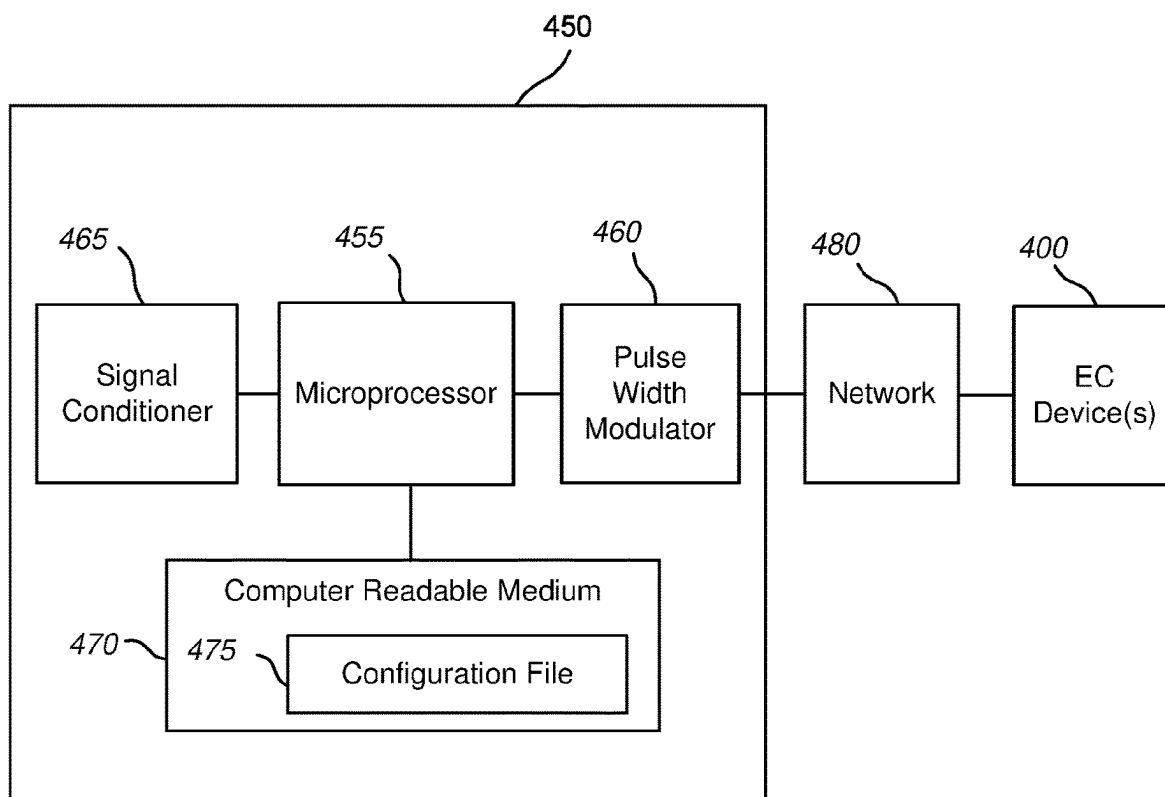 450
465
455
460
480
400
Signal
Conditioner
Microprocessor
Pulse
Width
Modulator
Network
EC
Device(s)
Computer Readable Medium
470
475
Configuration File